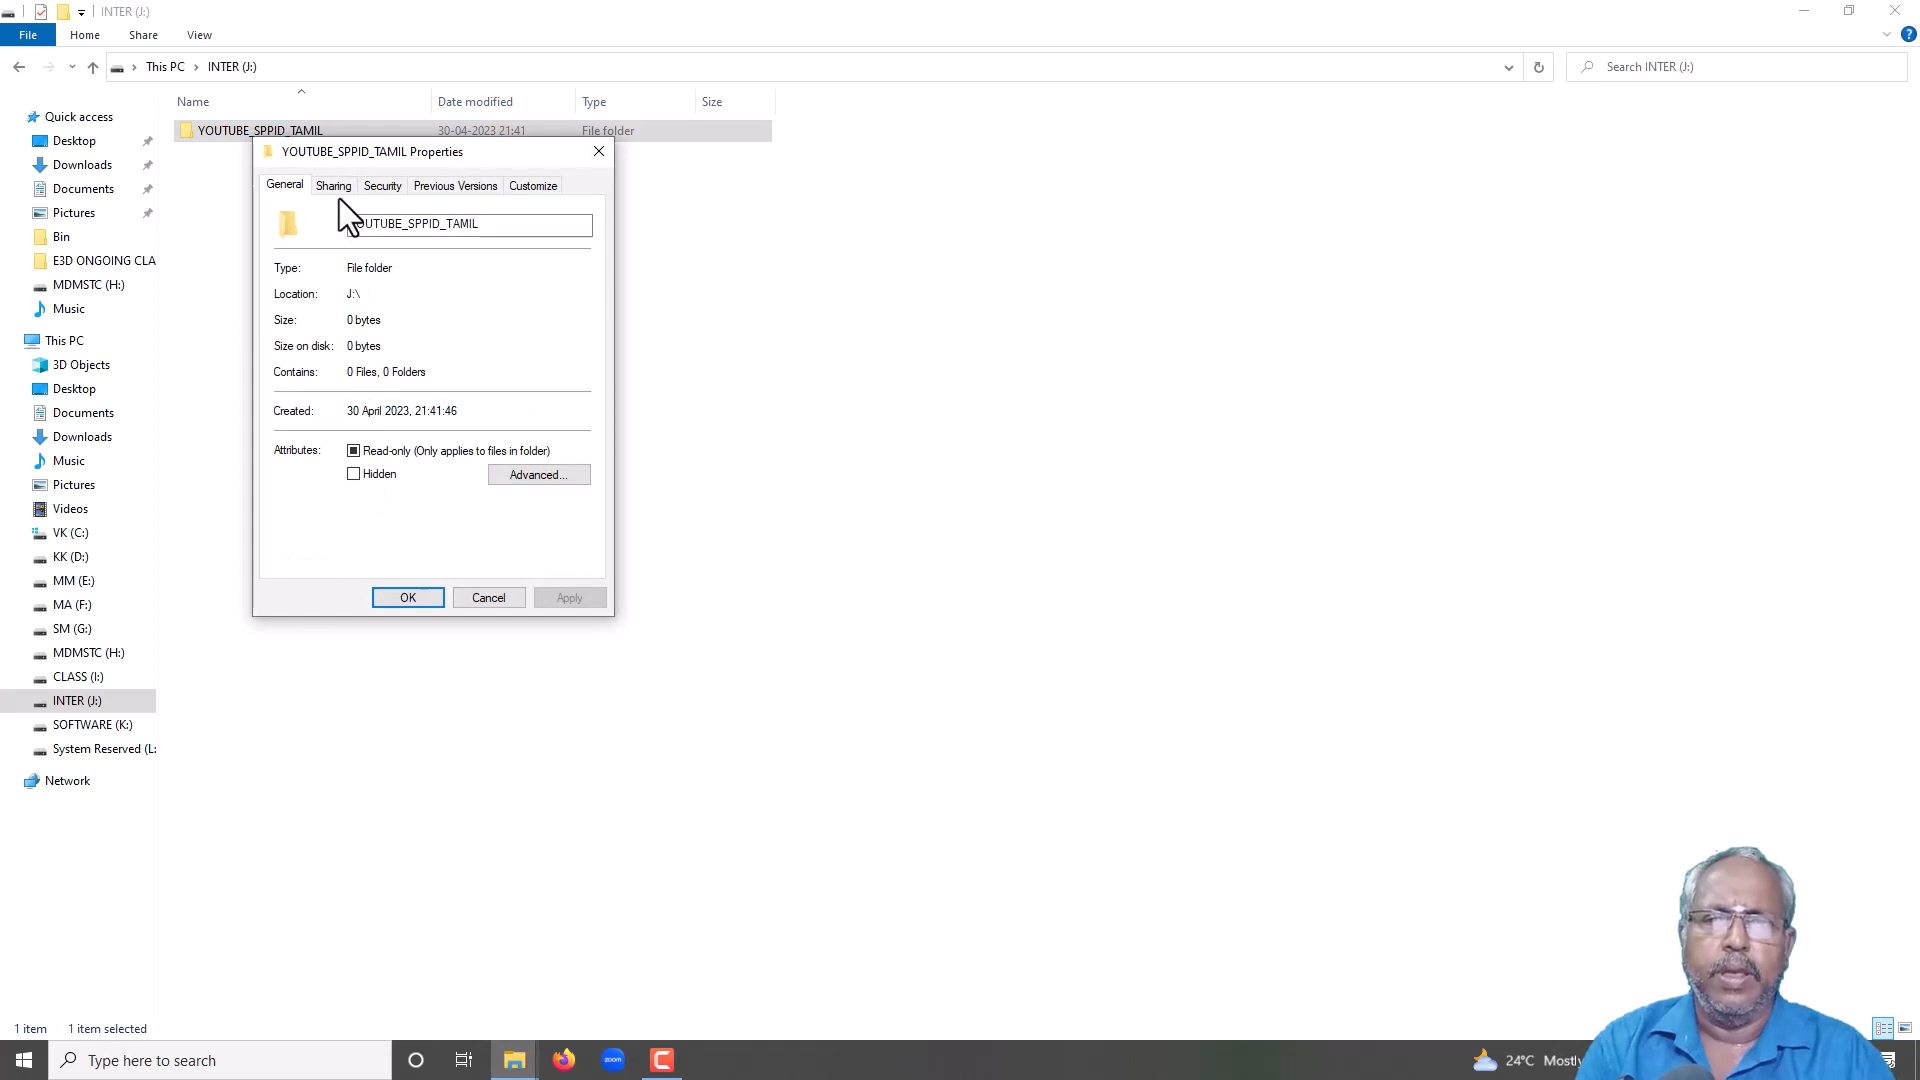 INTER (J:)
File Home Share View
This PC INTER (J:) Search INTER (J:)
Name Date modified Type Size
YOUTUBE_SPPID_TAMIL 30-04-2023 21:41 File folder
Quick access
Desktop
Downloads
Documents
Pictures
Bin
E3D ONGOING CLA
MDMSTC (H:)
Music
This PC
3D Objects
Desktop
Documents
Downloads
Music
Pictures
Videos
VK (C:)
KK (D:)
MM (E:)
MA (F:)
SM (G:)
MDMSTC (H:)
CLASS (I:)
INTER (J:)
SOFTWARE (K:)
System Reserved (L:
Network
YOUTUBE_SPPID_TAMIL Properties
General Sharing Security Previous Versions Customize
OUTUBE_SPPID_TAMIL
Type: File folder
Location: J:\
Size: 0 bytes
Size on disk: 0 bytes
Contains: 0 Files, 0 Folders
Created: 30 April 2023, 21:41:46
Attributes: Read-only (Only applies to files in folder)
Hidden Advanced...
OK Cancel Apply
1 item 1 item selected
Type here to search zoom 24°C Mostly